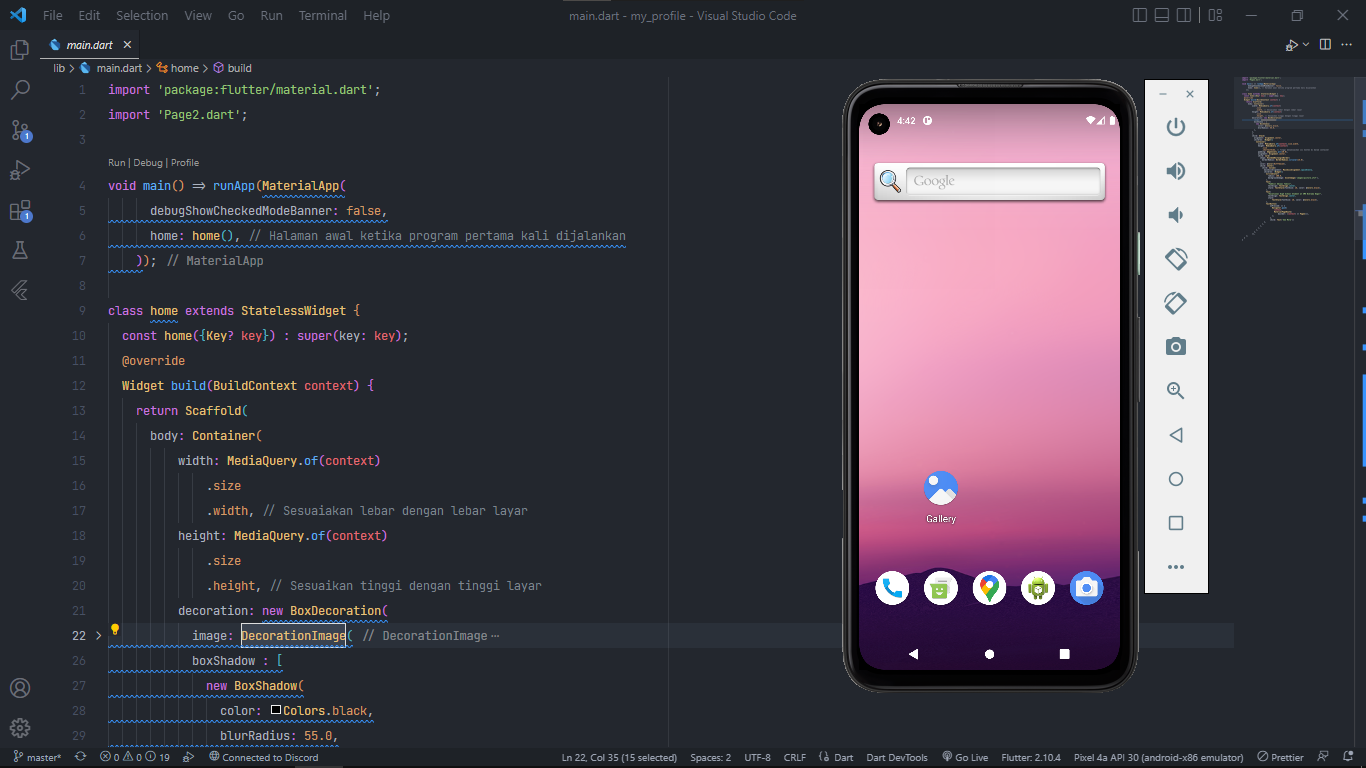 File Edit Selection View Go Run Terminal Help
main.dart - my_profile - Visual Studio Code
main.dart
lib > main.dart > home > build
1 import 'package:flutter/material.dart';
2 import 'Page2.dart';
3
Run | Debug | Profile
4 void main() => runApp(MaterialApp(
5 debugShowCheckedModeBanner: false,
6 home: home(), // Halaman awal ketika program pertama kali dijalankan
7 )); // MaterialApp
8
9 class home extends StatelessWidget {
10 const home({Key? key}) : super(key: key);
11 @override
12 Widget build(BuildContext context) {
13 return Scaffold(
14 body: Container(
15 width: MediaQuery.of(context)
16 .size
17 .width, // Sesuaiakan lebar dengan lebar layar
18 height: MediaQuery.of(context)
19 .size
20 .height, // Sesuaikan tinggi dengan tinggi layar
21 decoration: new BoxDecoration(
22 image: DecorationImage( // DecorationImage ⋯
26 boxShadow : [
27 new BoxShadow(
28 color: Colors.black,
29 blurRadius: 55.0,
4:42
Google
Gallery
1
1
master* 0 0 19 Connected to Discord Ln 22, Col 35 (15 selected) Spaces: 2 UTF-8 CRLF Dart Dart DevTools Go Live Flutter: 2.10.4 Pixel 4a API 30 (android-x86 emulator) Prettier